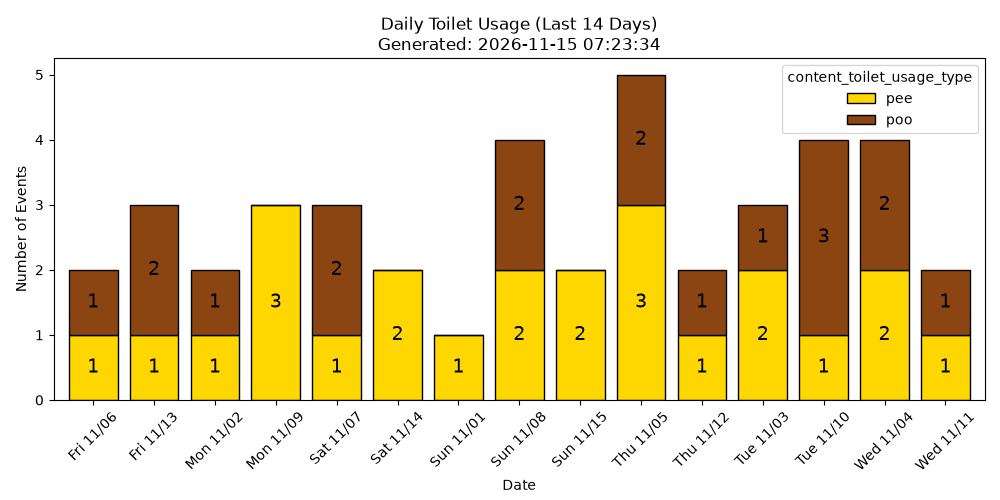 Daily Toilet Usage (Last 14 Days)
Generated: 2026-11-15 07:23:34
content_toilet_usage_type
pee
poo
Number of Events
5
4
3
2
1
0
1 2 1 2 2 2 1 3 2 1
1 1 1 3 1 2 1 2 2 3 1 2 1 2 1
Fri 11/06
Fri 11/13
Mon 11/02
Mon 11/09
Sat 11/07
Sat 11/14
Sun 11/01
Sun 11/08
Sun 11/15
Thu 11/05
Thu 11/12
Tue 11/03
Tue 11/10
Wed 11/04
Wed 11/11
Date